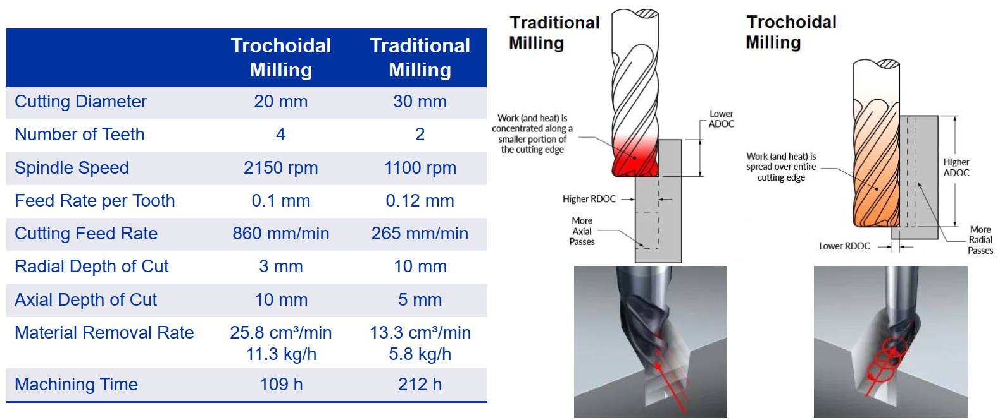 Trochoidal Milling
Traditional Milling
Cutting Diameter 20 mm 30 mm
Number of Teeth 4 2
Spindle Speed 2150 rpm 1100 rpm
Feed Rate per Tooth 0.1 mm 0.12 mm
Cutting Feed Rate 860 mm/min 265 mm/min
Radial Depth of Cut 3 mm 10 mm
Axial Depth of Cut 10 mm 5 mm
Material Removal Rate 25.8 cm³/min 13.3 cm³/min
11.3 kg/h 5.8 kg/h
Machining Time 109 h 212 h
Traditional
Milling
Work (and heat) is
concentrated along a
smaller portion of
the cutting edge
Lower
ADOC
Higher RDOC
More
Axial
Passes
Trochoidal
Milling
Work (and heat) is
spread over entire
cutting edge
Higher
ADOC
Lower RDOC
More
Radial
Passes